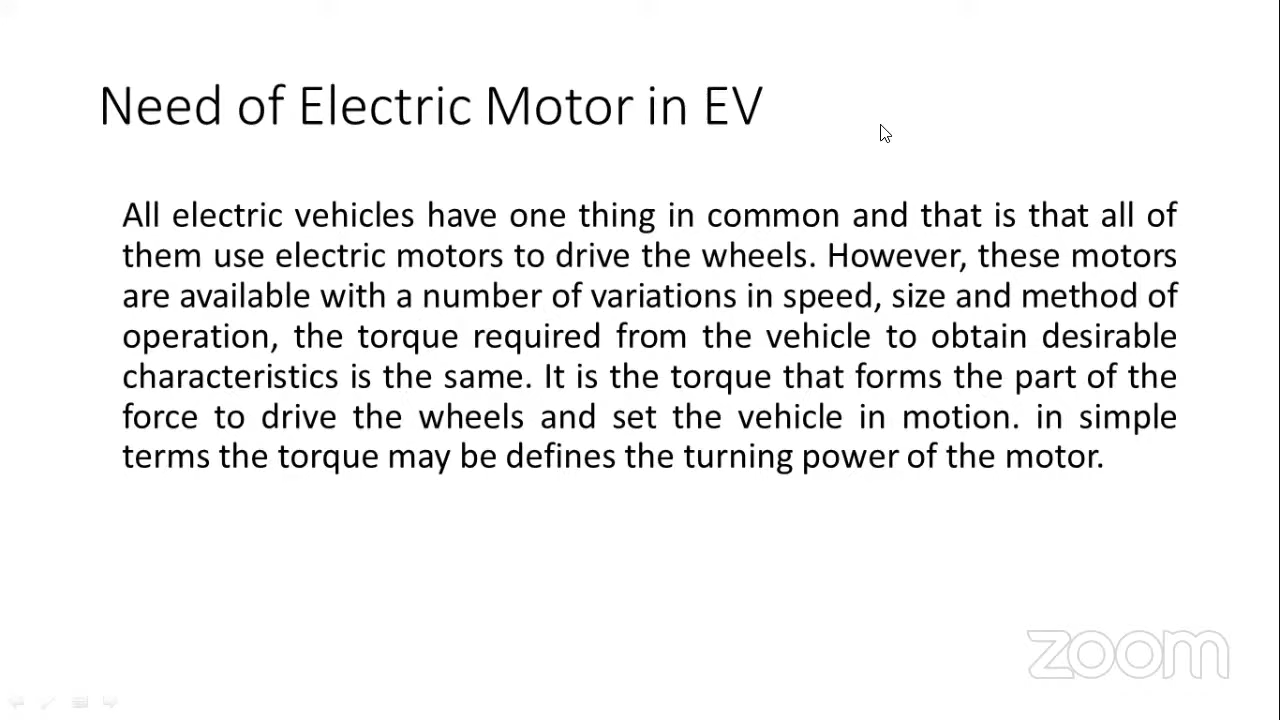 Need of Electric Motor in EV
All electric vehicles have one thing in common and that is that all of
them use electric motors to drive the wheels. However, these motors
are available with a number of variations in speed, size and method of
operation, the torque required from the vehicle to obtain desirable
characteristics is the same. It is the torque that forms the part of the
force to drive the wheels and set the vehicle in motion. in simple
terms the torque may be defines the turning power of the motor.
zoom